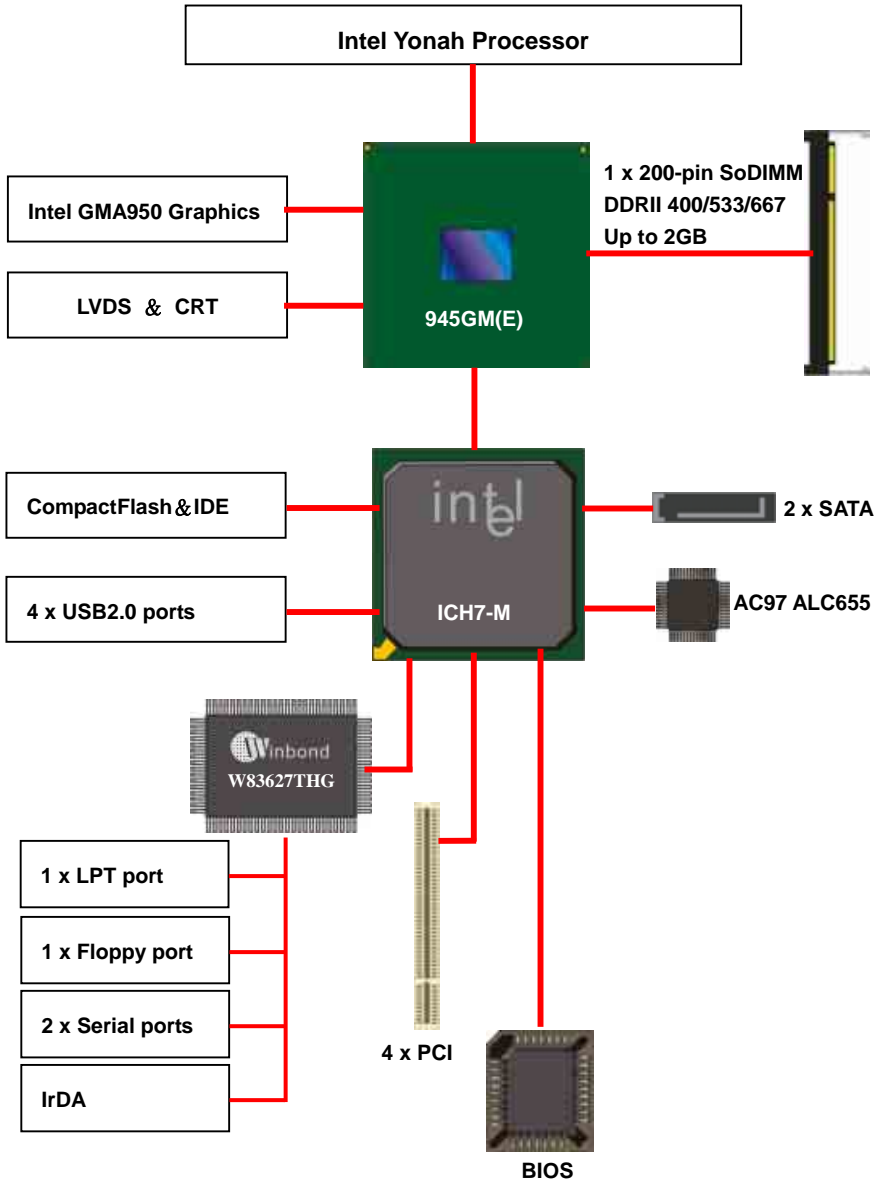 Intel Yonah Processor
1 x 200-pin SoDIMM
DDRII 400/533/667
Up to 2GB
Intel GMA950 Graphics
LVDS & CRT
945GM(E)
CompactFlash&IDE
intel
2 x SATA
4 x USB2.0 ports
ICH7-M
AC97 ALC655
Winbond
W83627THG
1 x LPT port
1 x Floppy port
2 x Serial ports
4 x PCI
IrDA
BIOS